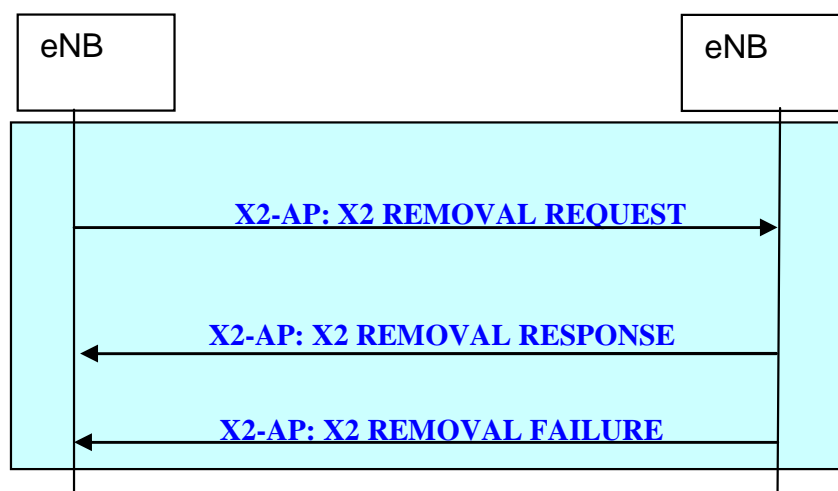 eNB
eNB
X2-AP: X2 REMOVAL REQUEST
X2-AP: X2 REMOVAL RESPONSE
X2-AP: X2 REMOVAL FAILURE